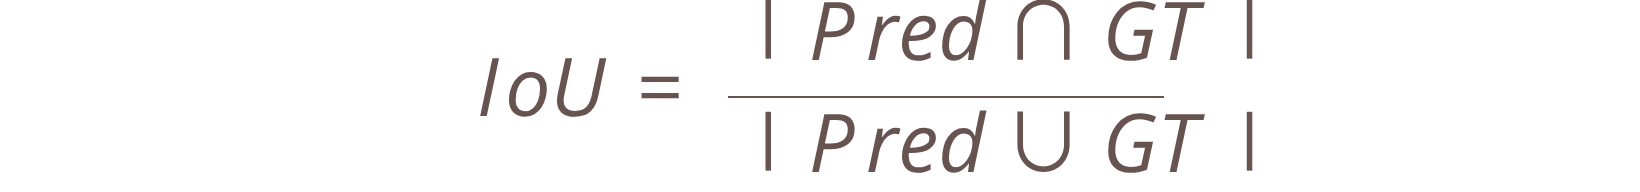 IoU = | Pred ∩ GT |
| Pred ∪ GT |